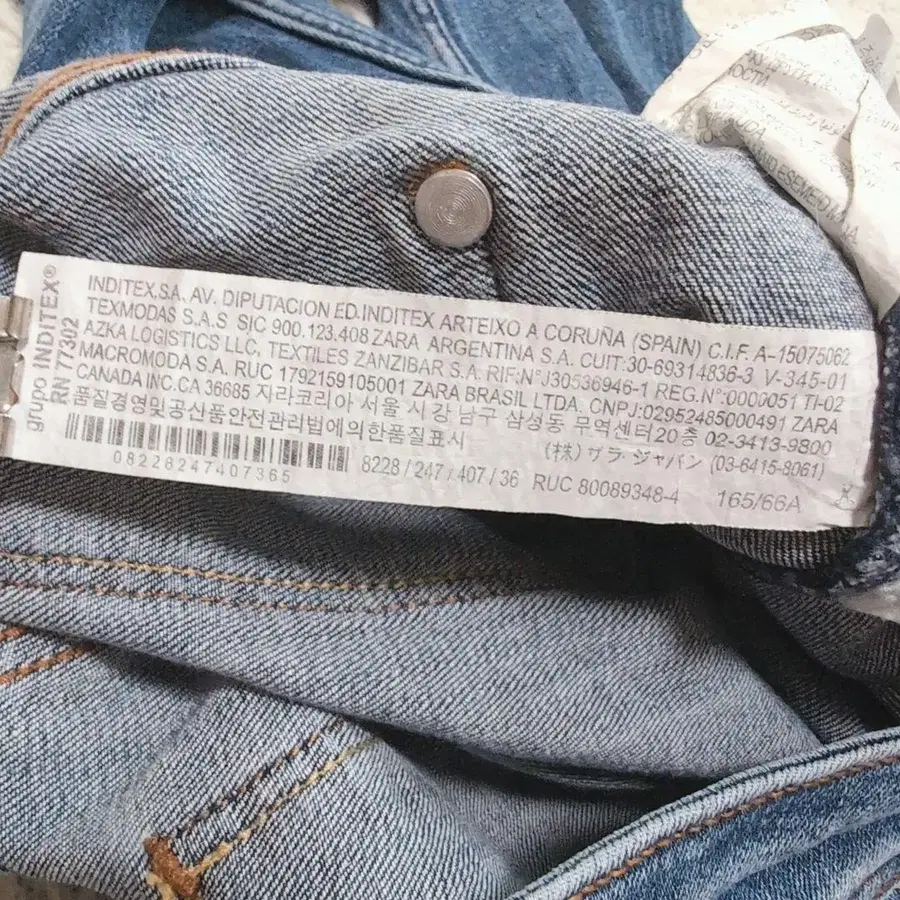 grupo INDITEX®
RN 77302
INDITEX,S.A. AV. DIPUTACION ED.INDITEX ARTEIXO A CORUÑA (SPAIN) C.I.F. A-15075062
TEXMODAS S.A.S SIC 900.123.408 ZARA ARGENTINA S.A. CUIT:30-69314836-3 V-345-01
AZKA LOGISTICS LLC, TEXTILES ZANZIBAR S.A. RIF:N°J30536946-1 REG.N°:0000051 TI-02
MACROMODA S.A. RUC 1792159105001 ZARA BRASIL LTDA. CNPJ:02952485000491 ZARA
CANADA INC.CA 36685 지라코리아 서울 시 강 남구 삼성동 무역센터20층 02-3413-9800
품질경영및공산품안전관리법에의한품질표시 (株) ザラ・ジャパン (03-6415-8061)
08228247407365 8228 / 247 / 407 / 36 RUC 80089348-4 165/66A